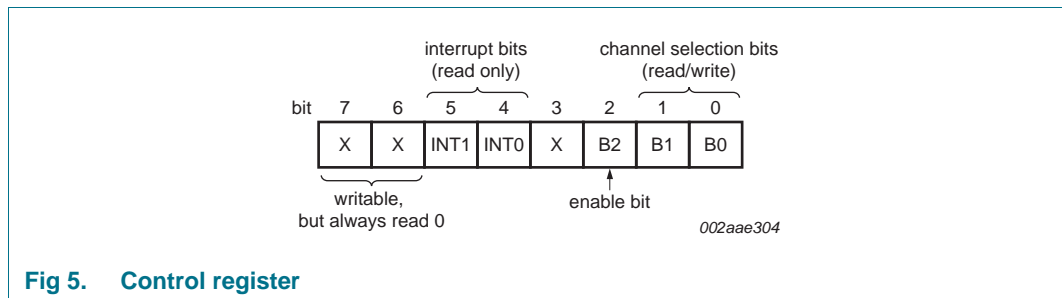 interrupt bits
(read only)
channel selection bits
(read/write)
bit 7 6 5 4 3 2 1 0
X X INT1 INT0 X B2 B1 B0
writable,
but always read 0
enable bit
002aae304
Fig 5. Control register